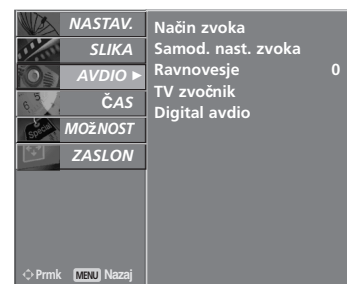 NASTAV.
SLIKA
AVDIO ►
ČAS
MOŽNOST
ZASLON
Način zvoka
Samod. nast. zvoka
Ravnovesje 0
TV zvočnik
Digital avdio
Special
Prmk MENU Nazaj